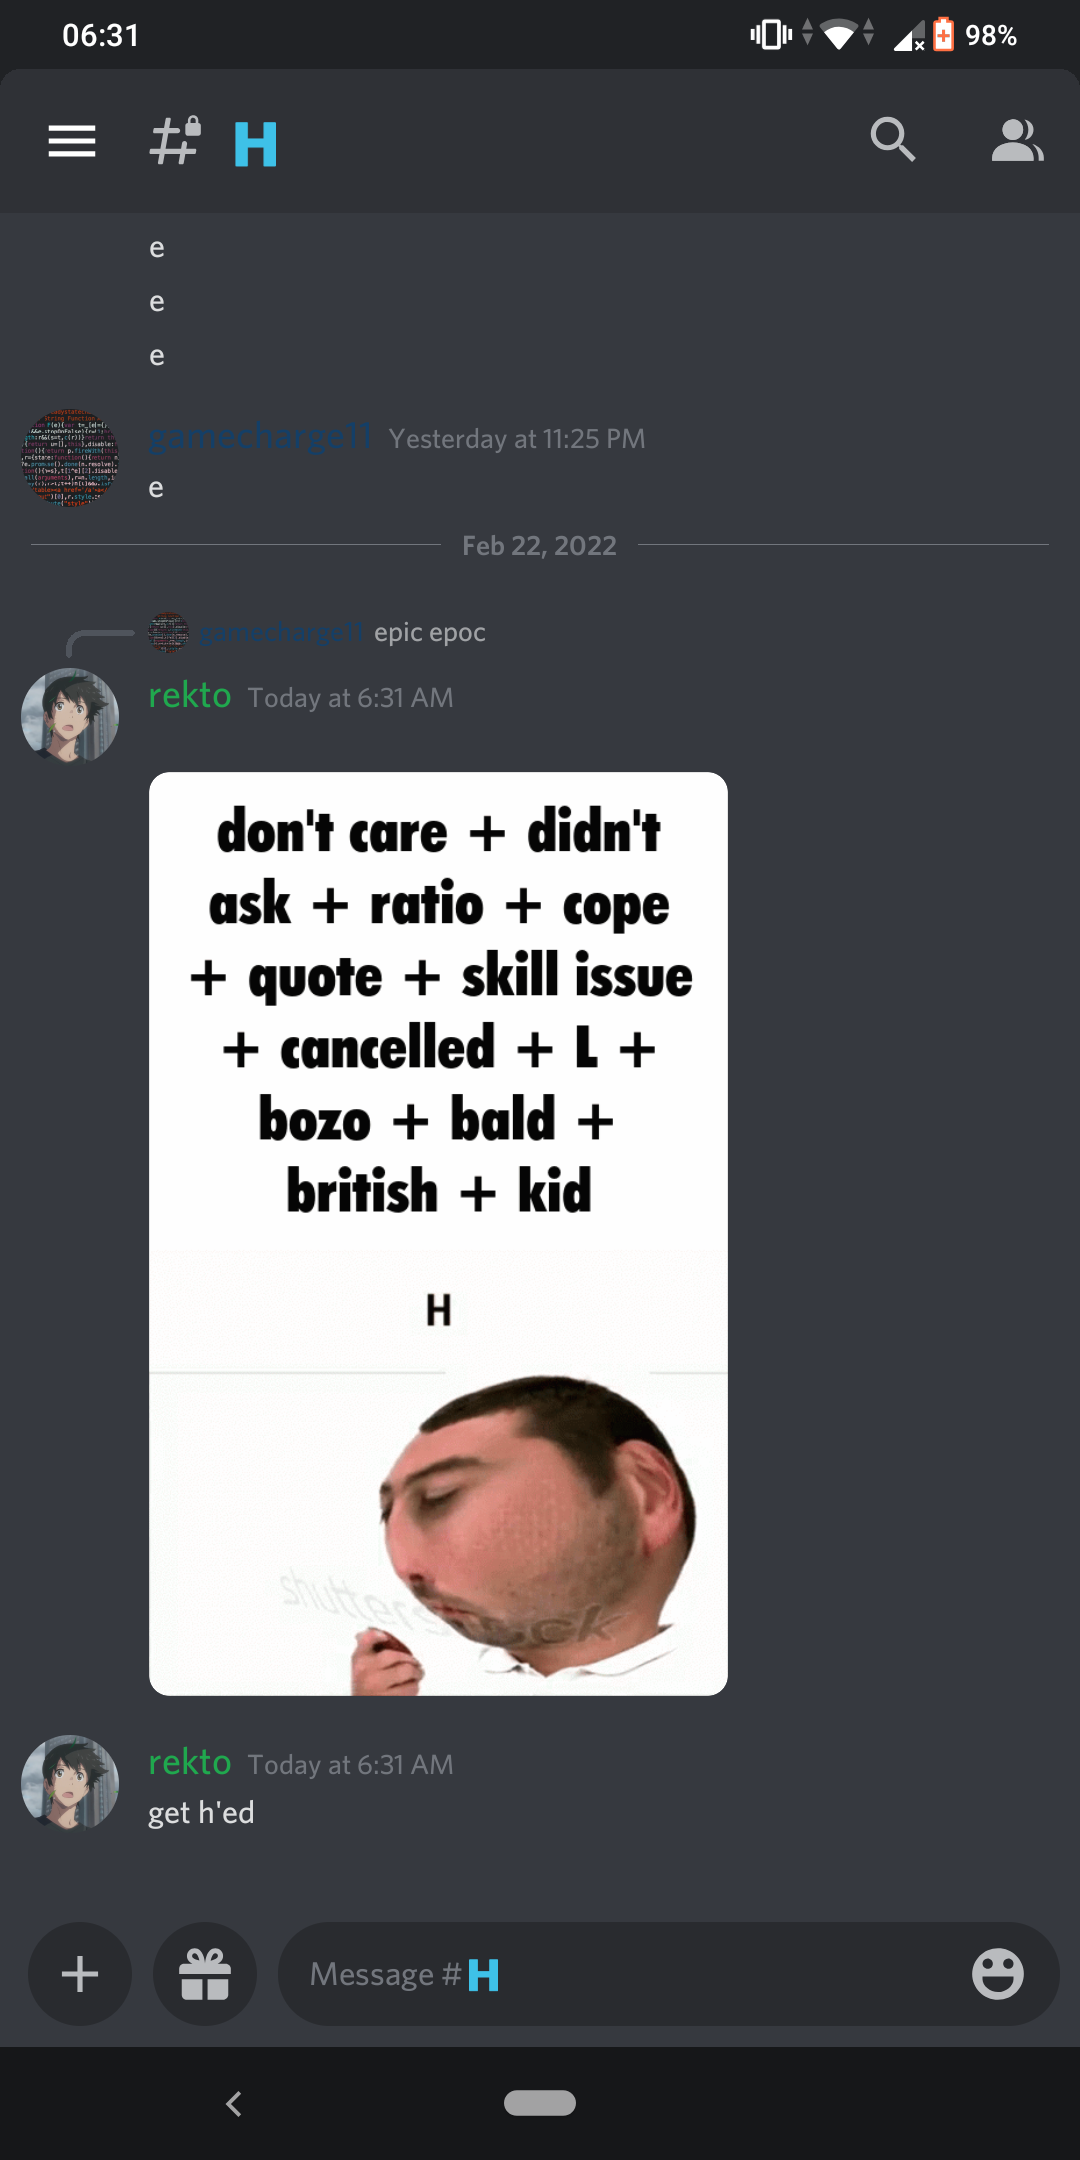 06:31
98%
# H
e
e
e
gamecharge11 Yesterday at 11:25 PM
e
Feb 22, 2022
gamecharge11 epic epoc
rekto Today at 6:31 AM
don't care + didn't
ask + ratio + cope
+ quote + skill issue
+ cancelled + L +
bozo + bald +
british + kid
H
shutterstock
rekto Today at 6:31 AM
get h'ed
Message #H